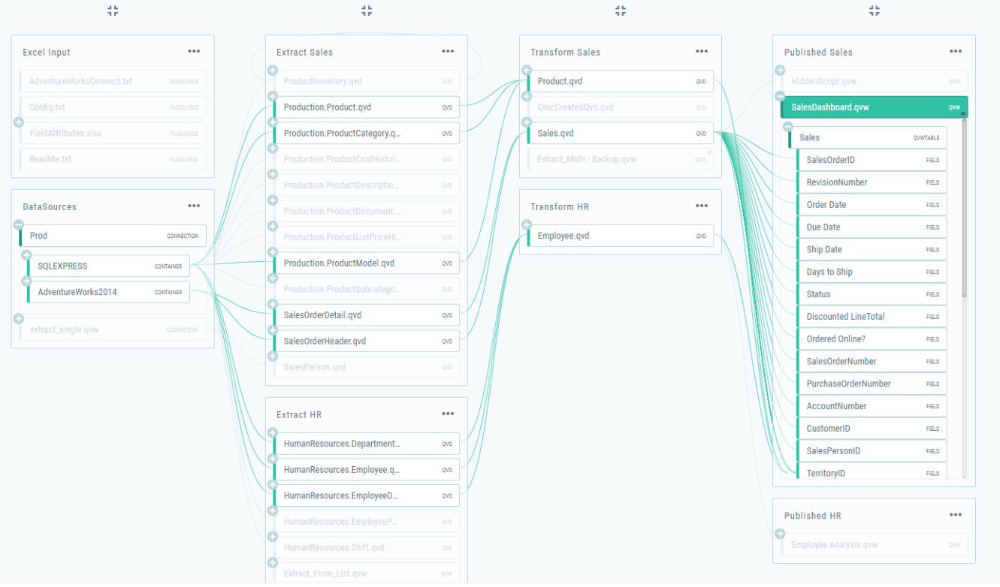 Excel Input
AdventureWorksConnect.txt FILESOURCE
Config.txt FILESOURCE
FieldAttributes.xlsx FILESOURCE
ReadMe.txt FILESOURCE
DataSources
Prod CONNECTION
SQLEXPRESS CONTAINER
AdventureWorks2014 CONTAINER
extract_single.qvw CONNECTION
Extract Sales
ProductInventory.qvd QVD
Production.Product.qvd QVD
Production.ProductCategory.q... QVD
Production.ProductCostHistor... QVD
Production.ProductDescriptio... QVD
Production.ProductDocument.... QVD
Production.ProductListPriceHi... QVD
Production.ProductModel.qvd QVD
Production.ProductSubcatego... QVD
SalesOrderDetail.qvd QVD
SalesOrderHeader.qvd QVD
SalesPerson.qvd QVD
Extract HR
HumanResources.Department... QVD
HumanResources.Employee.q... QVD
HumanResources.EmployeeD... QVD
HumanResources.EmployeeP... QVD
HumanResources.Shift.qvd QVD
Extract_From_List.qvw QVW
Transform Sales
Product.qvd QVD
QmcCreatedQvd.qvd QVD
Sales.qvd QVD
Extract_Multi - Backup.qvw QVW
Transform HR
Employee.qvd QVD
Published Sales
HiddenScript.qvw QVW
SalesDashboard.qvw QVW
Sales QVWTABLE
SalesOrderID FIELD
RevisionNumber FIELD
Order Date FIELD
Due Date FIELD
Ship Date FIELD
Days to Ship FIELD
Status FIELD
Discounted LineTotal FIELD
Ordered Online? FIELD
SalesOrderNumber FIELD
PurchaseOrderNumber FIELD
AccountNumber FIELD
CustomerID FIELD
SalesPersonID FIELD
TerritoryID FIELD
Published HR
Employee Analysis.qvw QVW